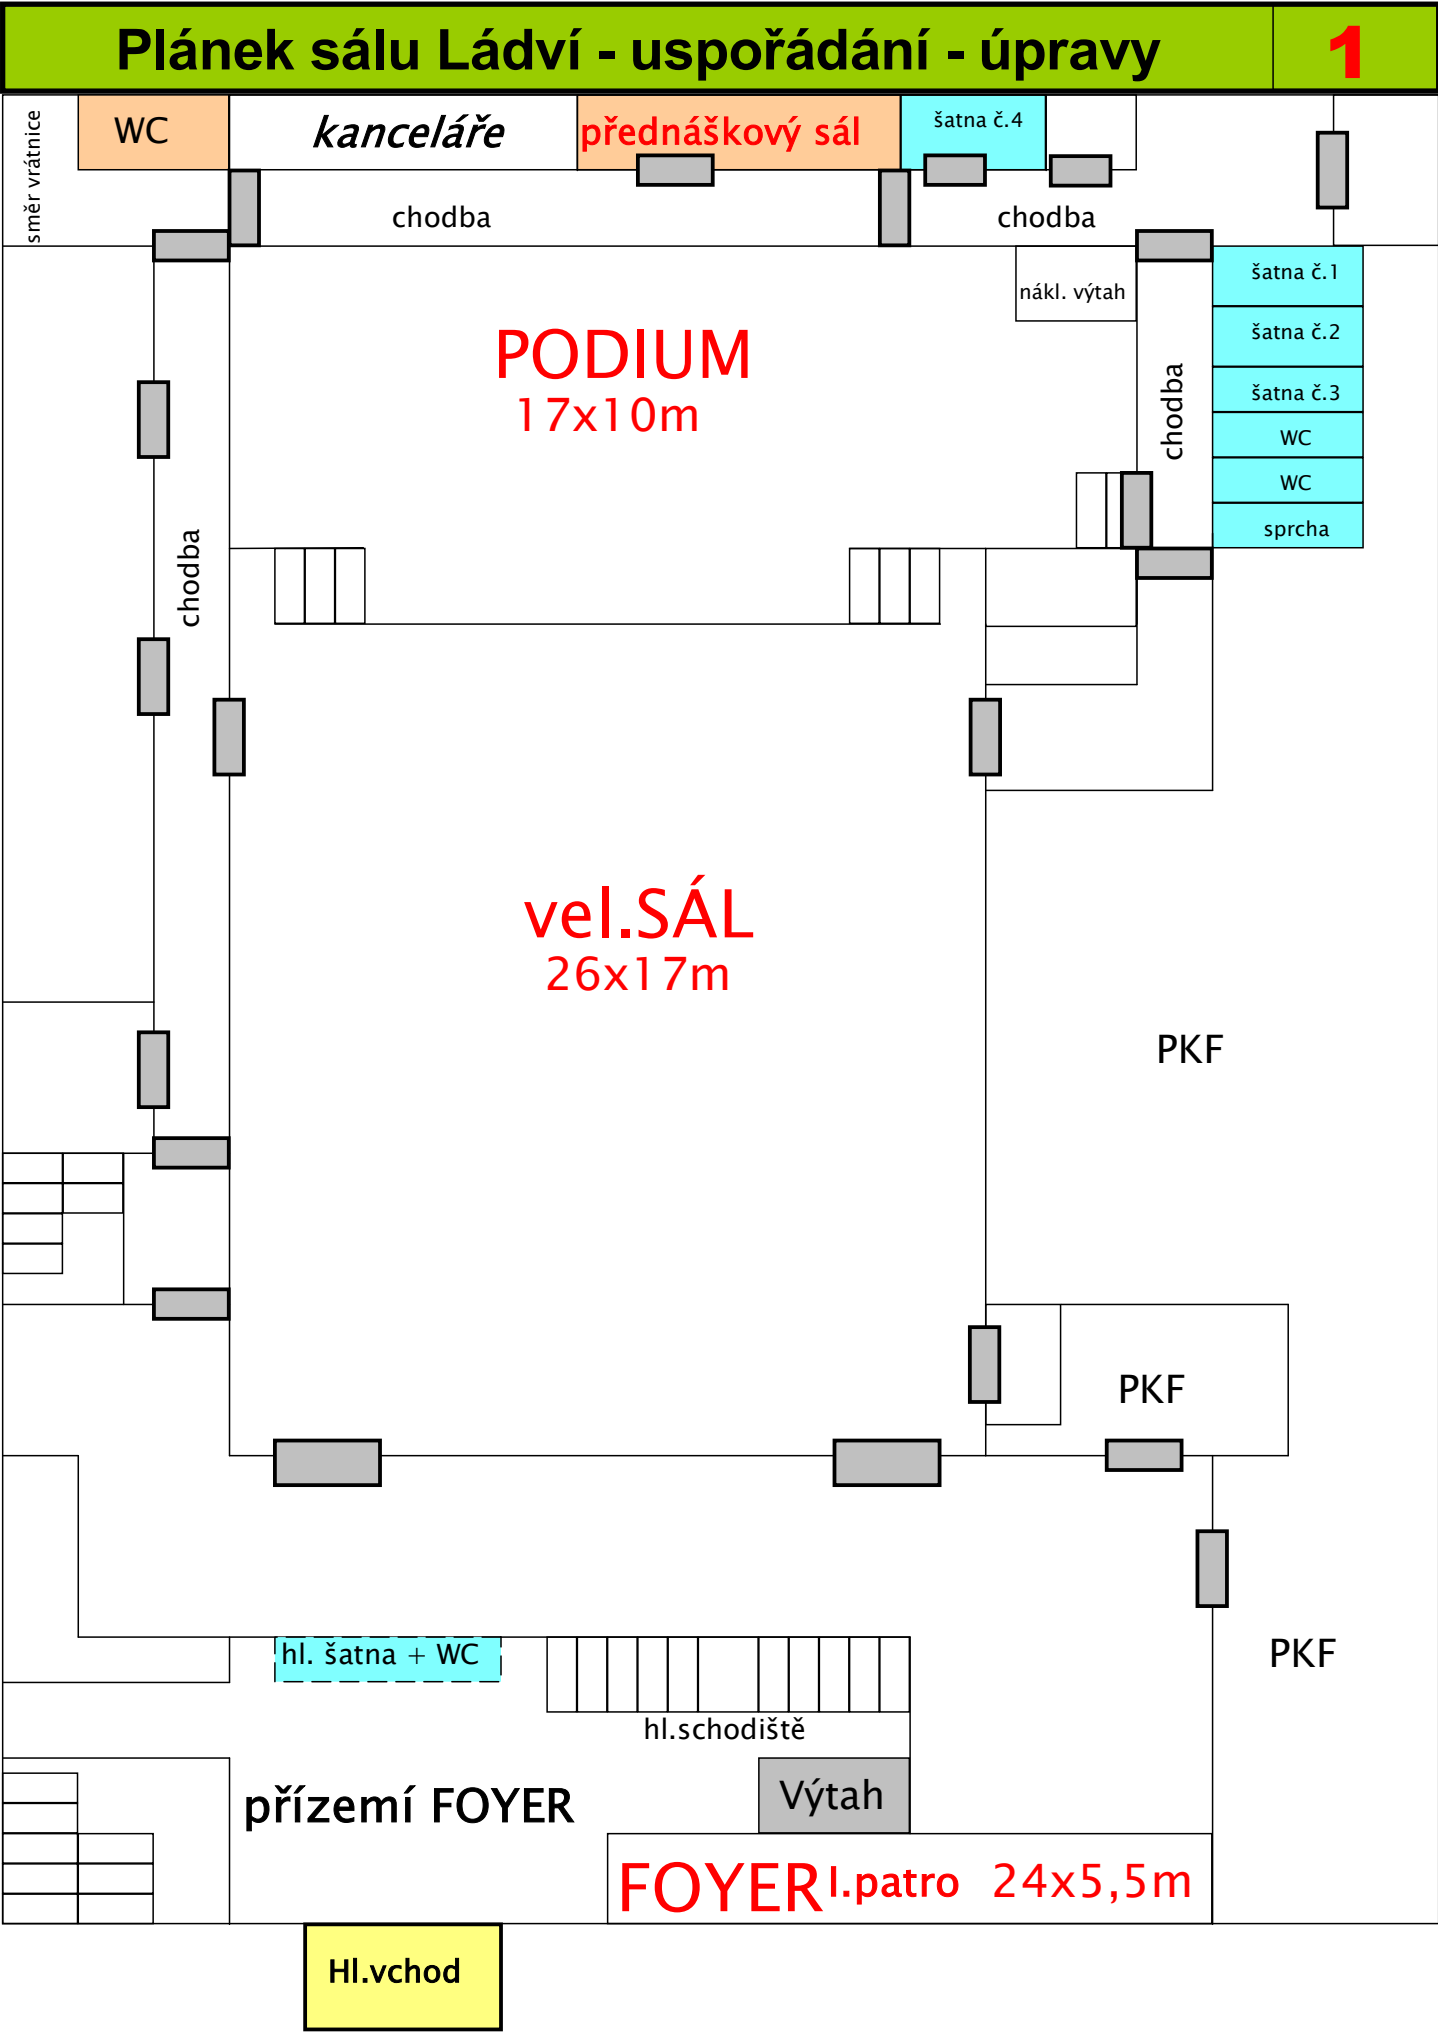 Plánek sálu Ládví - uspořádání - úpravy 1
směr vrátnice
WC
kanceláře
přednáškový sál
šatna č.4
chodba
chodba
nákl. výtah
šatna č.1
šatna č.2
šatna č.3
WC
WC
sprcha
chodba
PODIUM
17x10m
chodba
vel.SÁL
26x17m
PKF
PKF
PKF
hl. šatna + WC
hl.schodiště
Výtah
přízemí FOYER
FOYER I.patro 24x5,5m
Hl.vchod